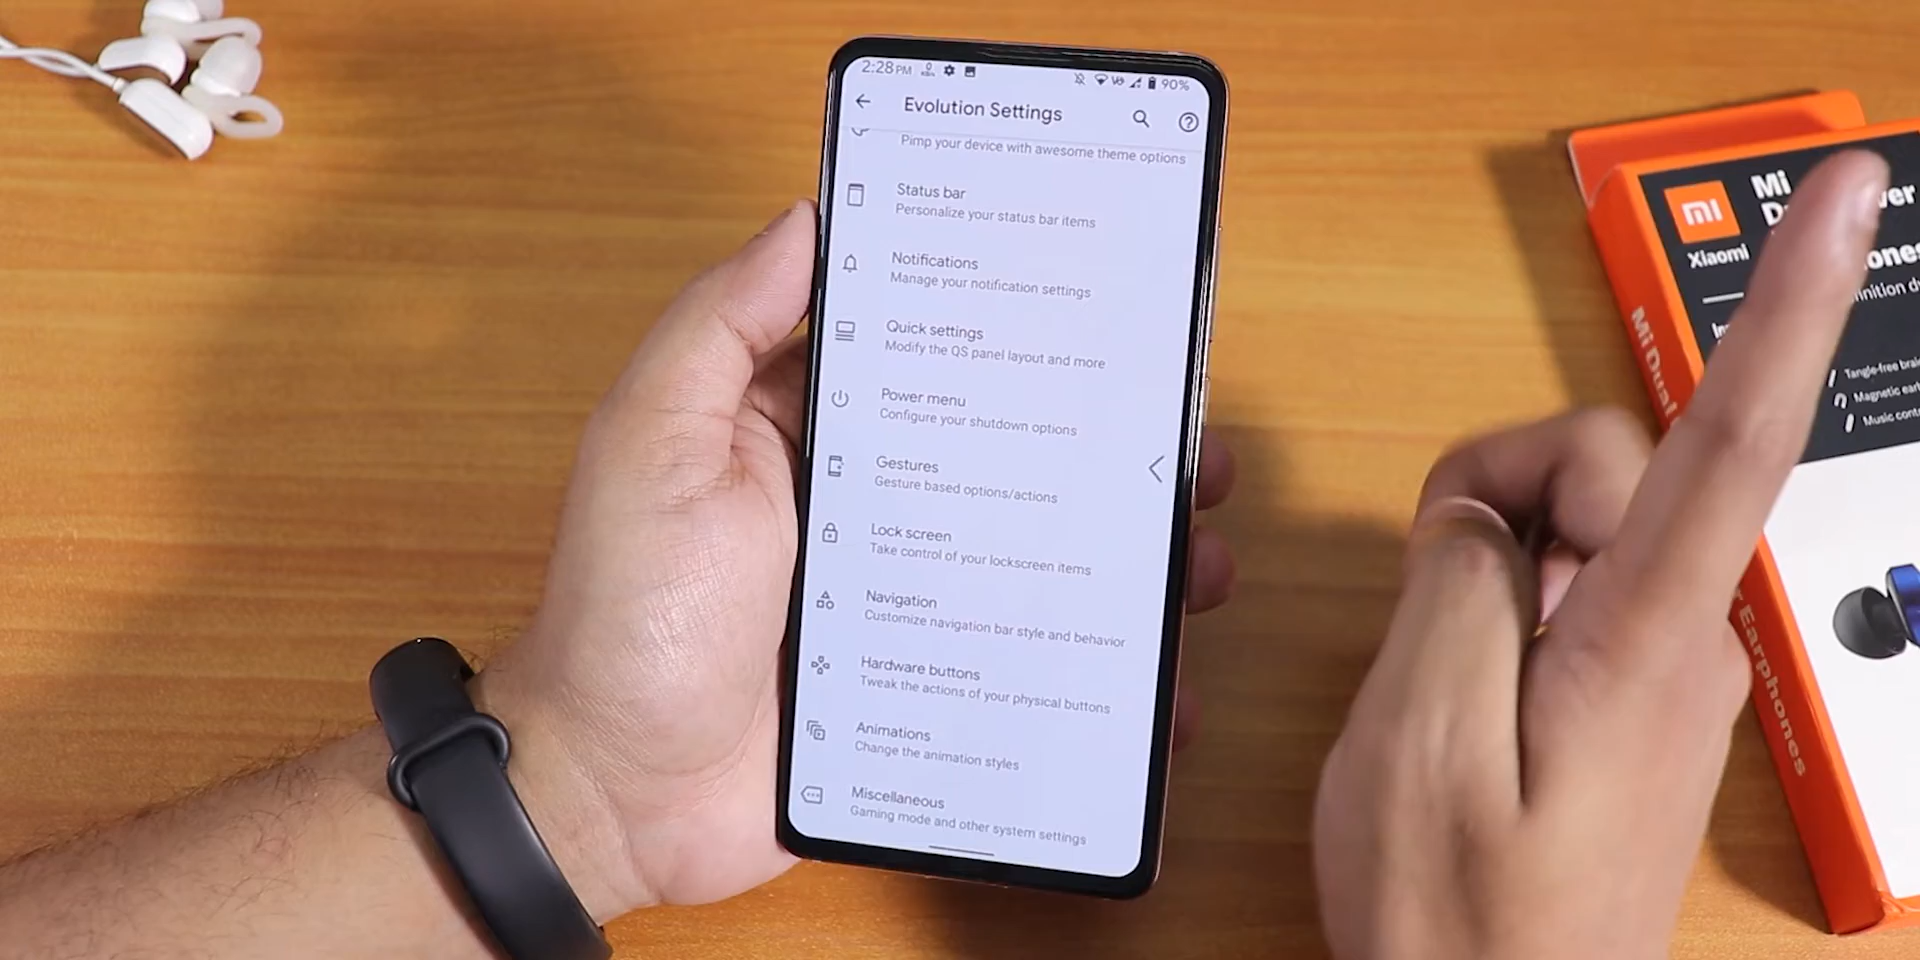 2:28 PM
90%
Evolution Settings
Pimp your device with awesome theme options
Status bar
Personalize your status bar items
Notifications
Manage your notification settings
Quick settings
Modify the QS panel layout and more
Power menu
Configure your shutdown options
Gestures
Gesture based options/actions
Lock screen
Take control of your lockscreen items
Navigation
Customize navigation bar style and behavior
Hardware buttons
Tweak the actions of your physical buttons
Animations
Change the animation styles
Miscellaneous
Gaming mode and other system settings
mi
Xiaomi
Mi
Tangle-free
Magnetic
Music
Mi Dual
Earphones